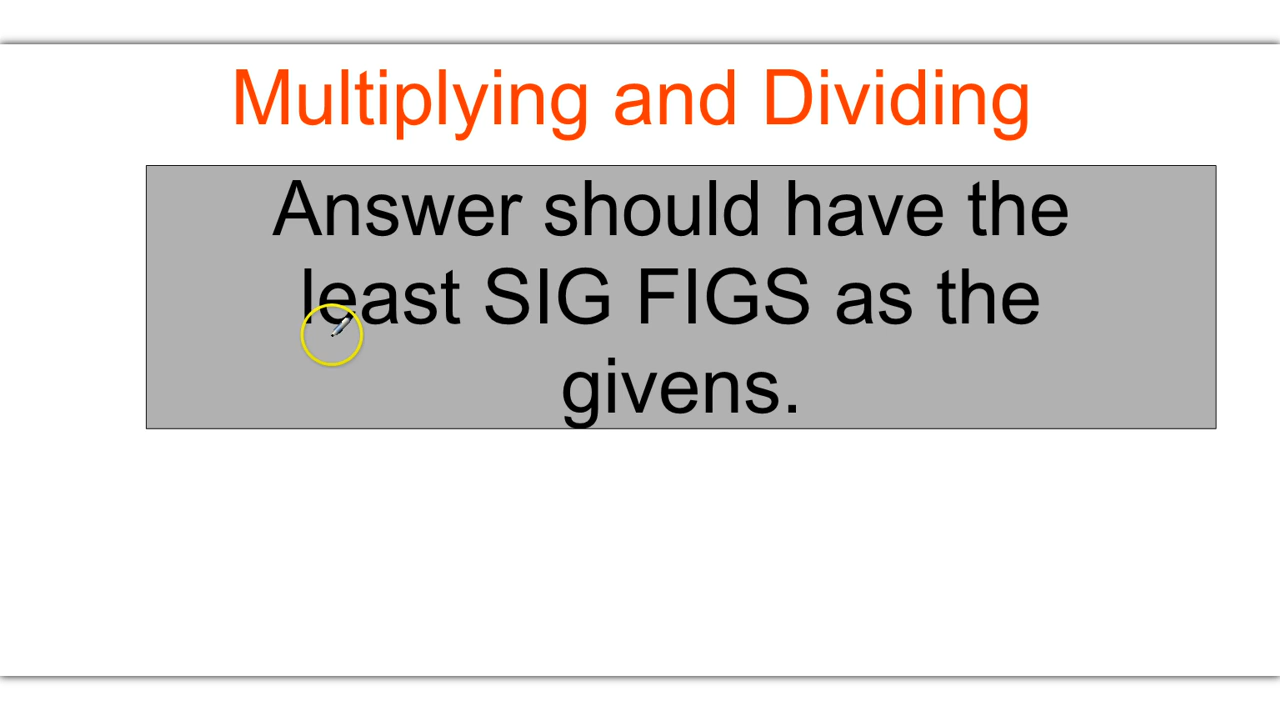 Multiplying and Dividing
Answer should have the
least SIG FIGS as the
givens.